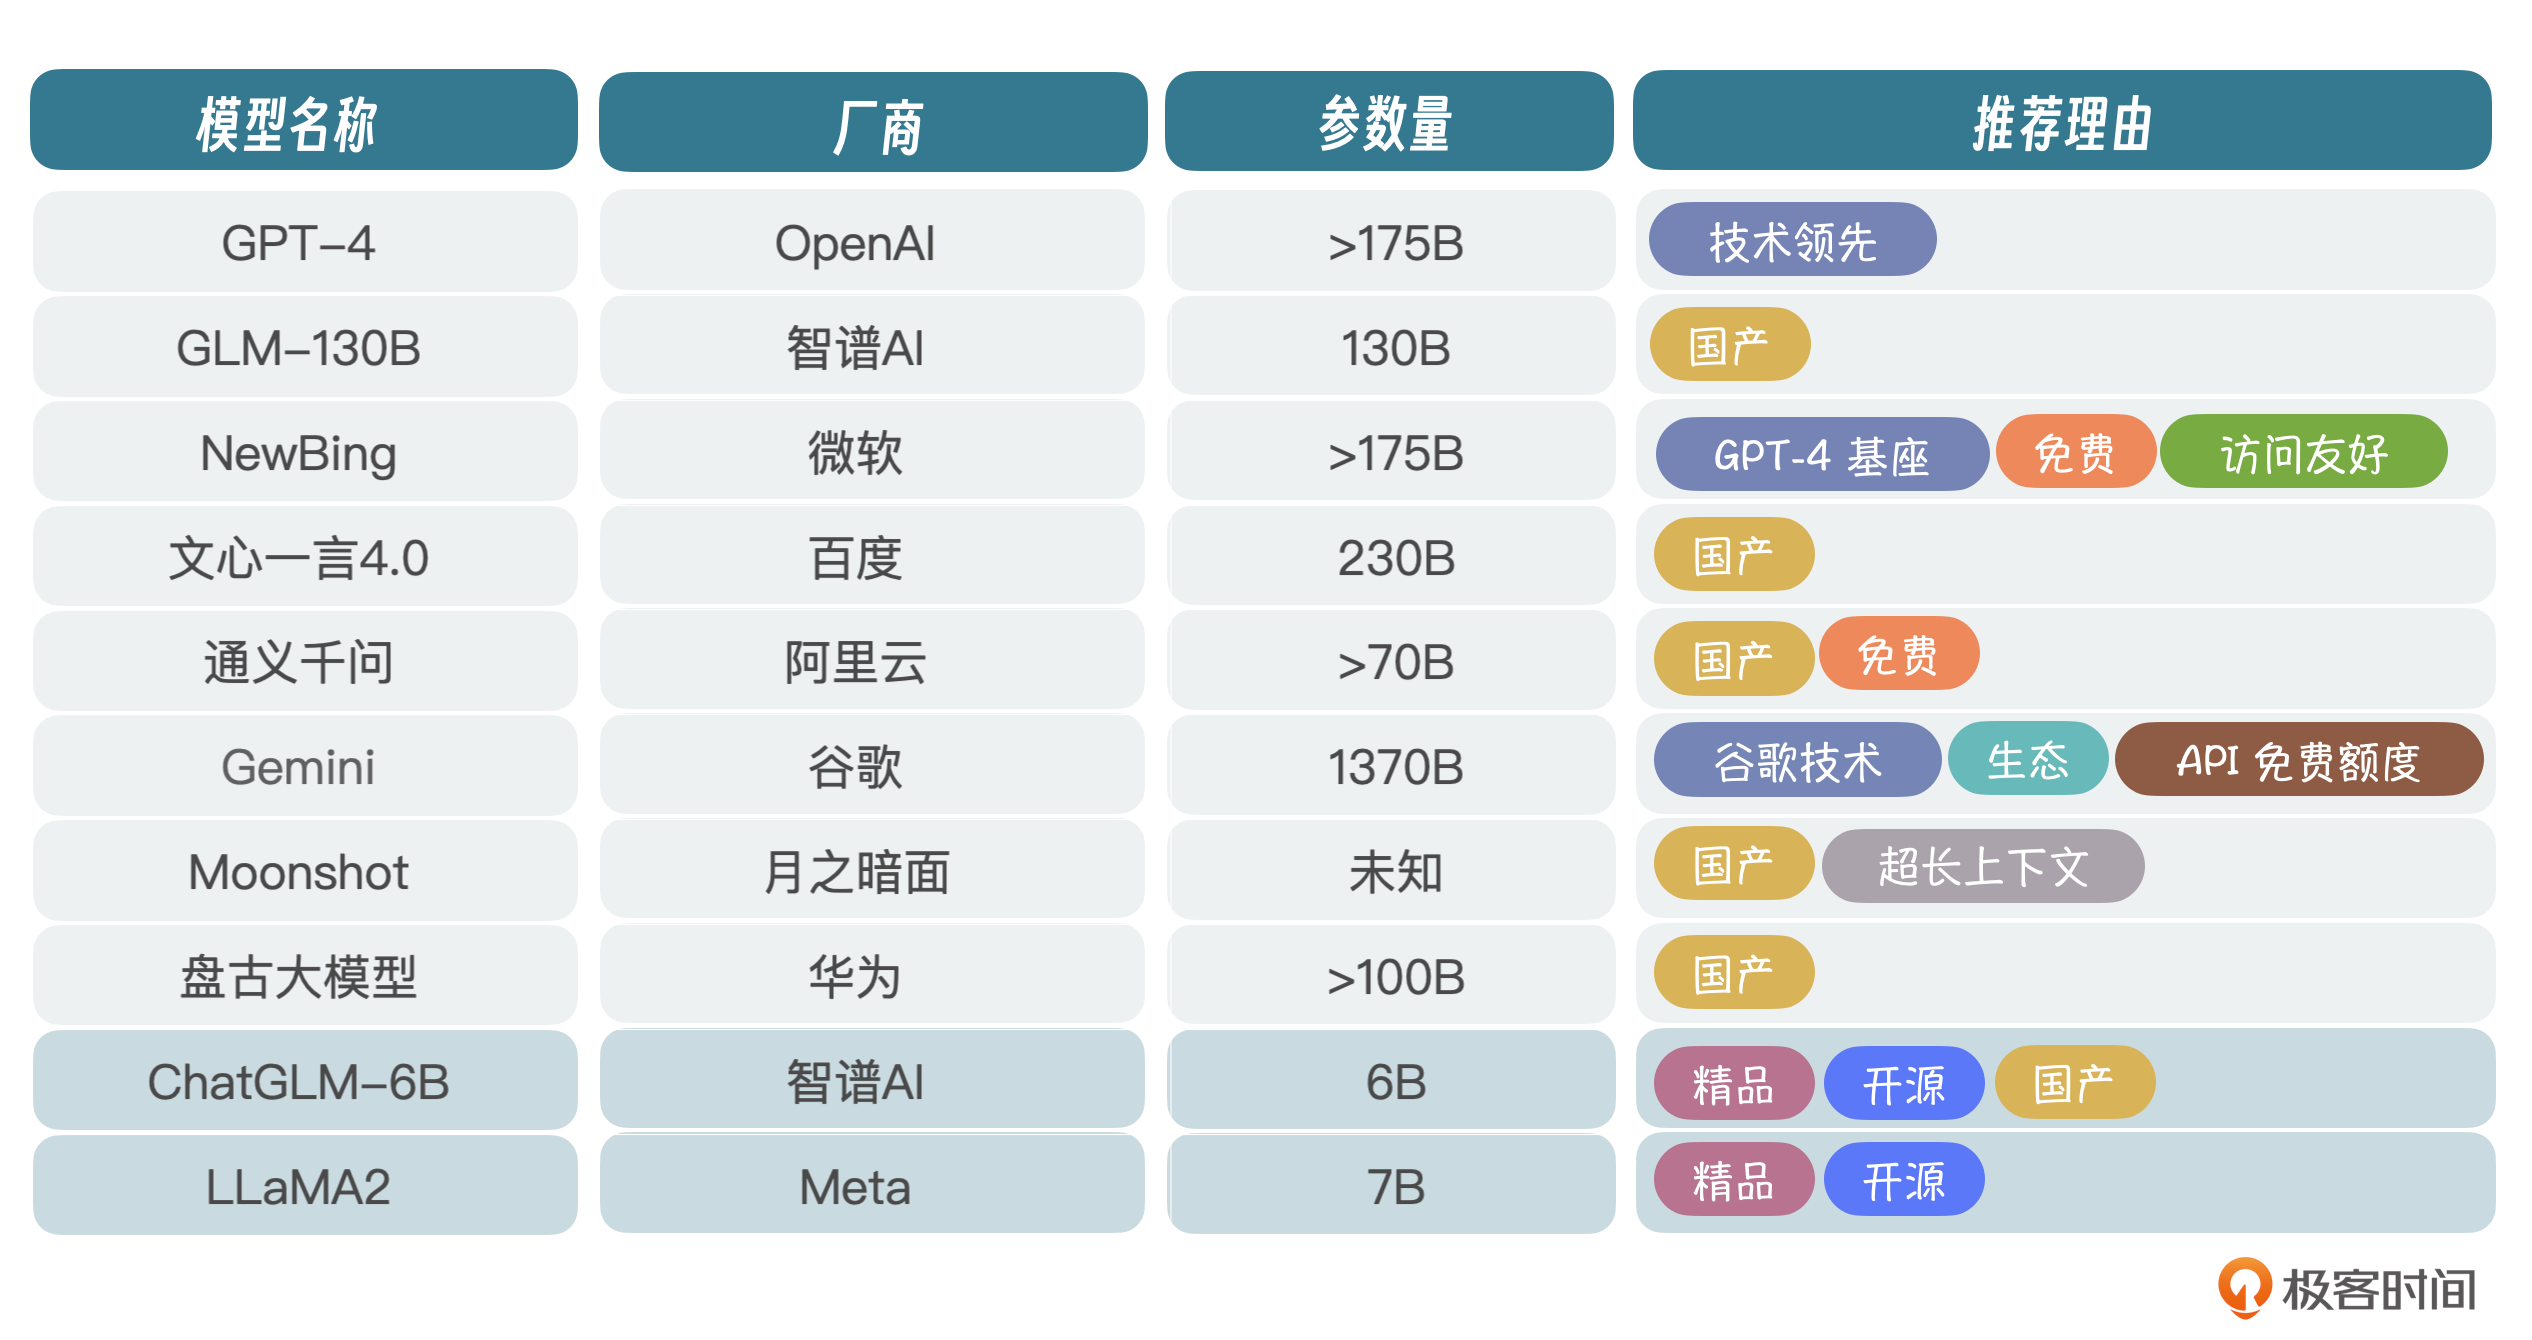 模型名称 厂商 参数量 推荐理由
GPT-4 OpenAI >175B 技术领先
GLM-130B 智谱AI 130B 国产
NewBing 微软 >175B GPT-4 基座 免费 访问友好
文心一言4.0 百度 230B 国产
通义千问 阿里云 >70B 国产 免费
Gemini 谷歌 1370B 谷歌技术 生态 API 免费额度
Moonshot 月之暗面 未知 国产 超长上下文
盘古大模型 华为 >100B 国产
ChatGLM-6B 智谱AI 6B 精品 开源 国产
LLaMA2 Meta 7B 精品 开源
极客时间